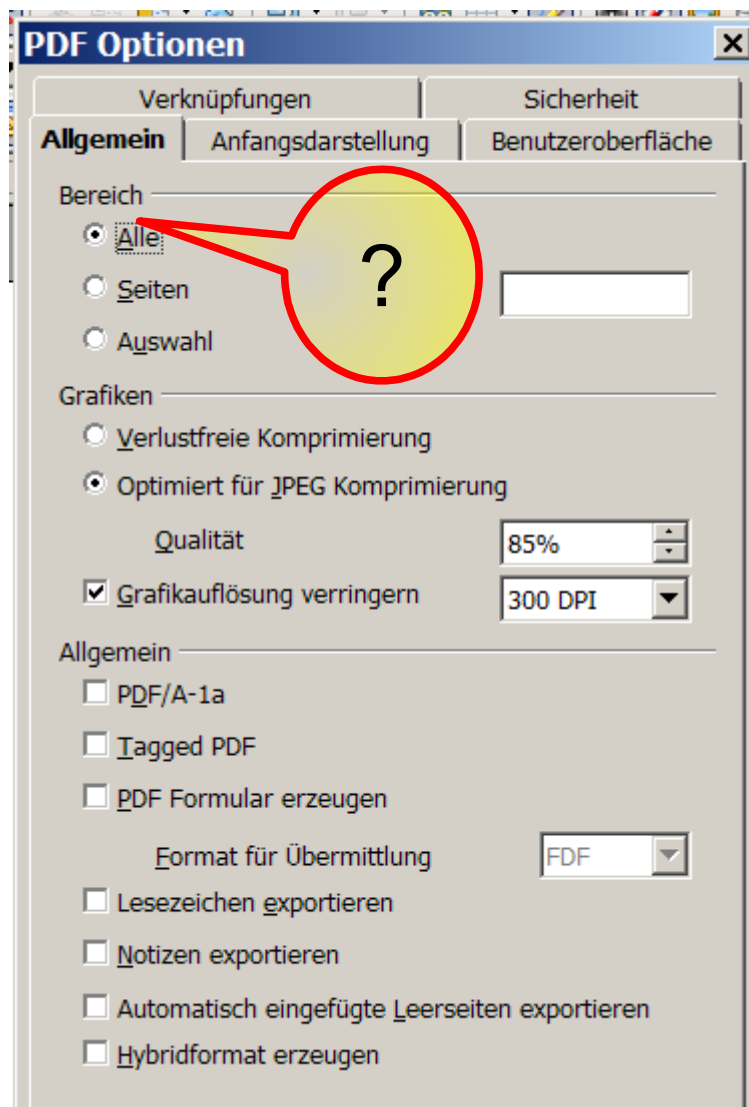 PDF Optionen
Verknüpfungen Sicherheit
Allgemein Anfangsdarstellung Benutzeroberfläche
Bereich
Alle
?
Seiten
Auswahl
Grafiken
Verlustfreie Komprimierung
Optimiert für JPEG Komprimierung
Qualität 85%
Grafikauflösung verringern 300 DPI
Allgemein
PDF/A-1a
Tagged PDF
PDF Formular erzeugen
Format für Übermittlung FDF
Lesezeichen exportieren
Notizen exportieren
Automatisch eingefügte Leerseiten exportieren
Hybridformat erzeugen